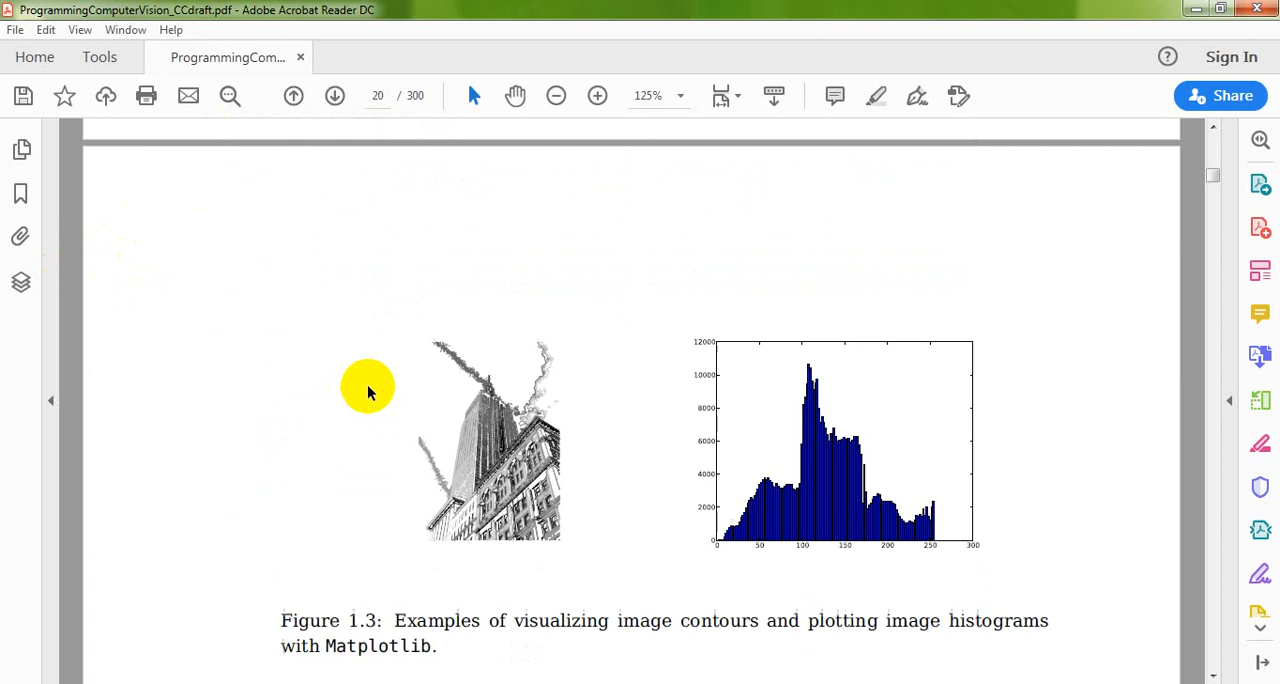 ProgrammingComputerVision_CCdraft.pdf - Adobe Acrobat Reader DC
File Edit View Window Help
Home Tools ProgrammingCom... × Sign In
20 / 300 125% Share
12000
10000
8000
6000
4000
2000
0
0 50 100 150 200 250 300
Figure 1.3: Examples of visualizing image contours and plotting image histograms
with Matplotlib.